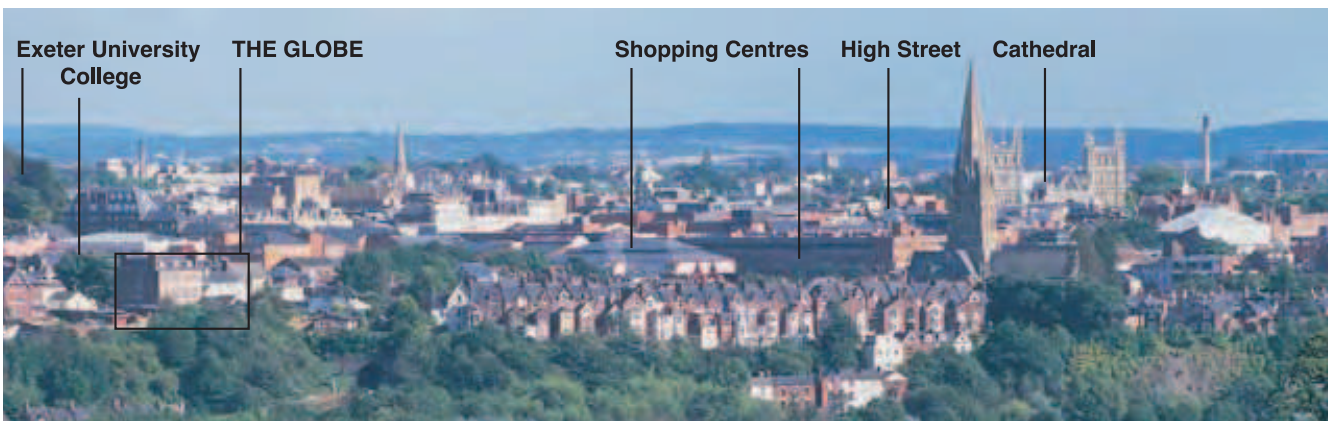 Exeter University
College
THE GLOBE
Shopping Centres
High Street
Cathedral